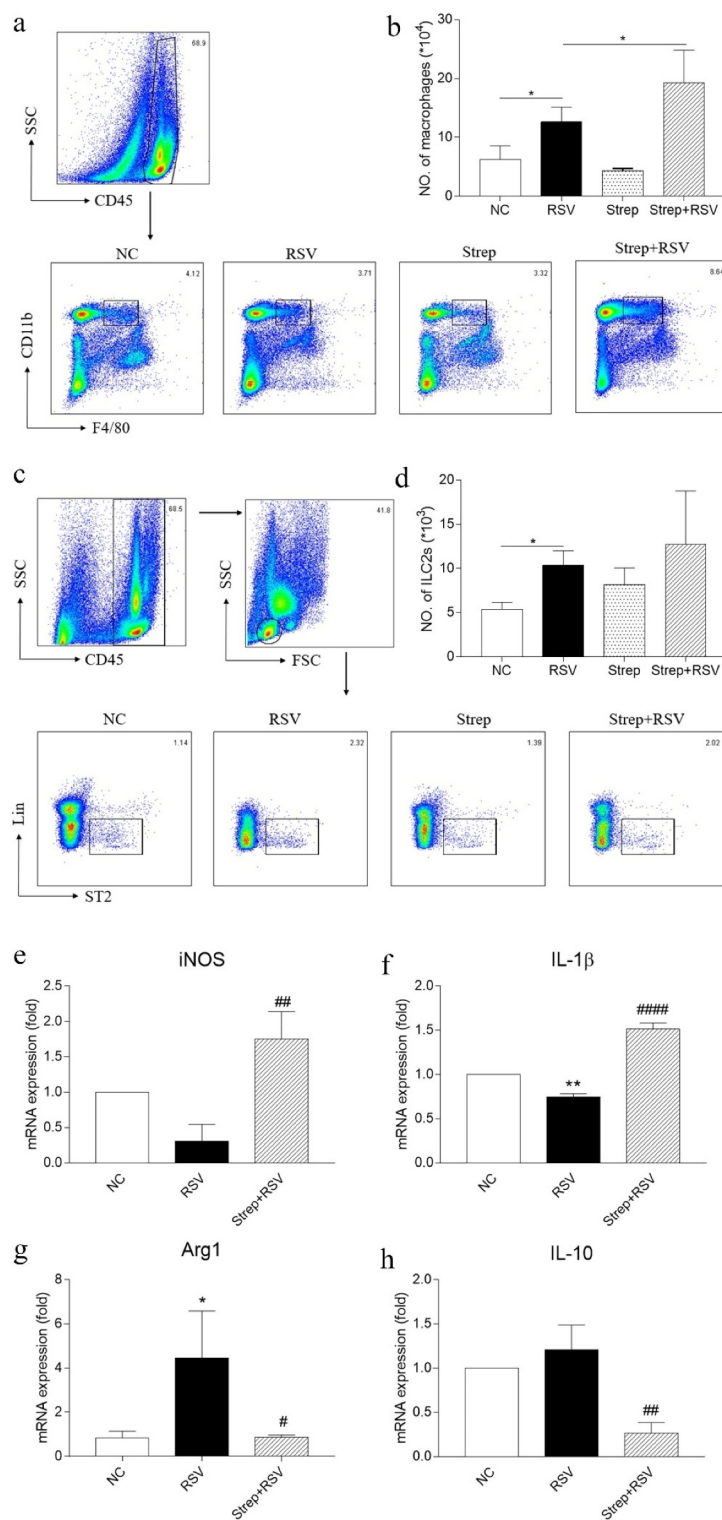 a
68.9
SSC
CD45
b
NO. of macrophages (*10^4)
30
20
10
0
*
*
NC
RSV
Strep
Strep+RSV
NC
RSV
Strep
Strep+RSV
4.12
3.71
3.32
8.64
CD11b
F4/80
c
68.5
SSC
CD45
41.8
SSC
FSC
d
NO. of ILC2s (*10^3)
20
15
10
5
0
*
NC
RSV
Strep
Strep+RSV
NC
RSV
Strep
Strep+RSV
1.14
2.32
1.39
2.02
Lin
ST2
e
iNOS
mRNA expression (fold)
2.5
2.0
1.5
1.0
0.5
0.0
##
NC
RSV
Strep+RSV
f
IL-1β
mRNA expression (fold)
2.0
1.5
1.0
0.5
0.0
**
####
NC
RSV
Strep+RSV
g
Arg1
mRNA expression (fold)
8
6
4
2
0
*
#
NC
RSV
Strep+RSV
h
IL-10
mRNA expression (fold)
2.0
1.5
1.0
0.5
0.0
##
NC
RSV
Strep+RSV